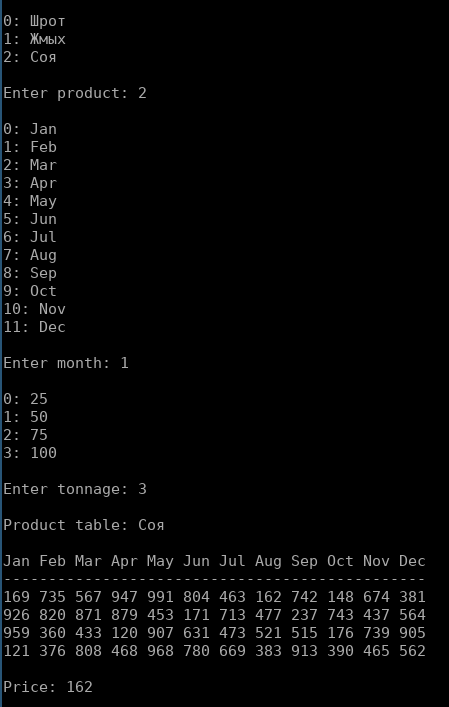 0: Шрот
1: Жмых
2: Соя
Enter product: 2
0: Jan
1: Feb
2: Mar
3: Apr
4: May
5: Jun
6: Jul
7: Aug
8: Sep
9: Oct
10: Nov
11: Dec
Enter month: 1
0: 25
1: 50
2: 75
3: 100
Enter tonnage: 3
Product table: Соя
Jan Feb Mar Apr May Jun Jul Aug Sep Oct Nov Dec
-----------------------------------------------
169 735 567 947 991 804 463 162 742 148 674 381
926 820 871 879 453 171 713 477 237 743 437 564
959 360 433 120 907 631 473 521 515 176 739 905
121 376 808 468 968 780 669 383 913 390 465 562
Price: 162